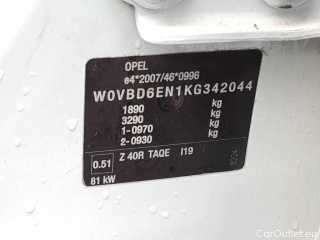 OPEL
e4*2007/46*0996
W0VBD6EN1KG342044
1890 kg
3290 kg
1-0970 kg
2-0930 kg
0.51 Z 40R TAQE I19
81 kW
CarOutlet.eu